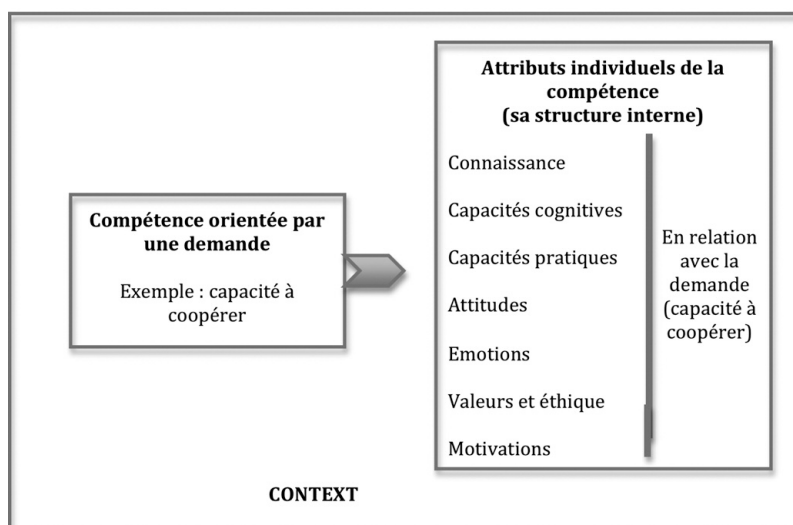 Compétence orientée par
une demande
Exemple : capacité à
coopérer
Attributs individuels de la
compétence
(sa structure interne)
Connaissance
Capacités cognitives
Capacités pratiques
Attitudes
Emotions
Valeurs et éthique
Motivations
En relation
avec la
demande
(capacité à
coopérer)
CONTEXT